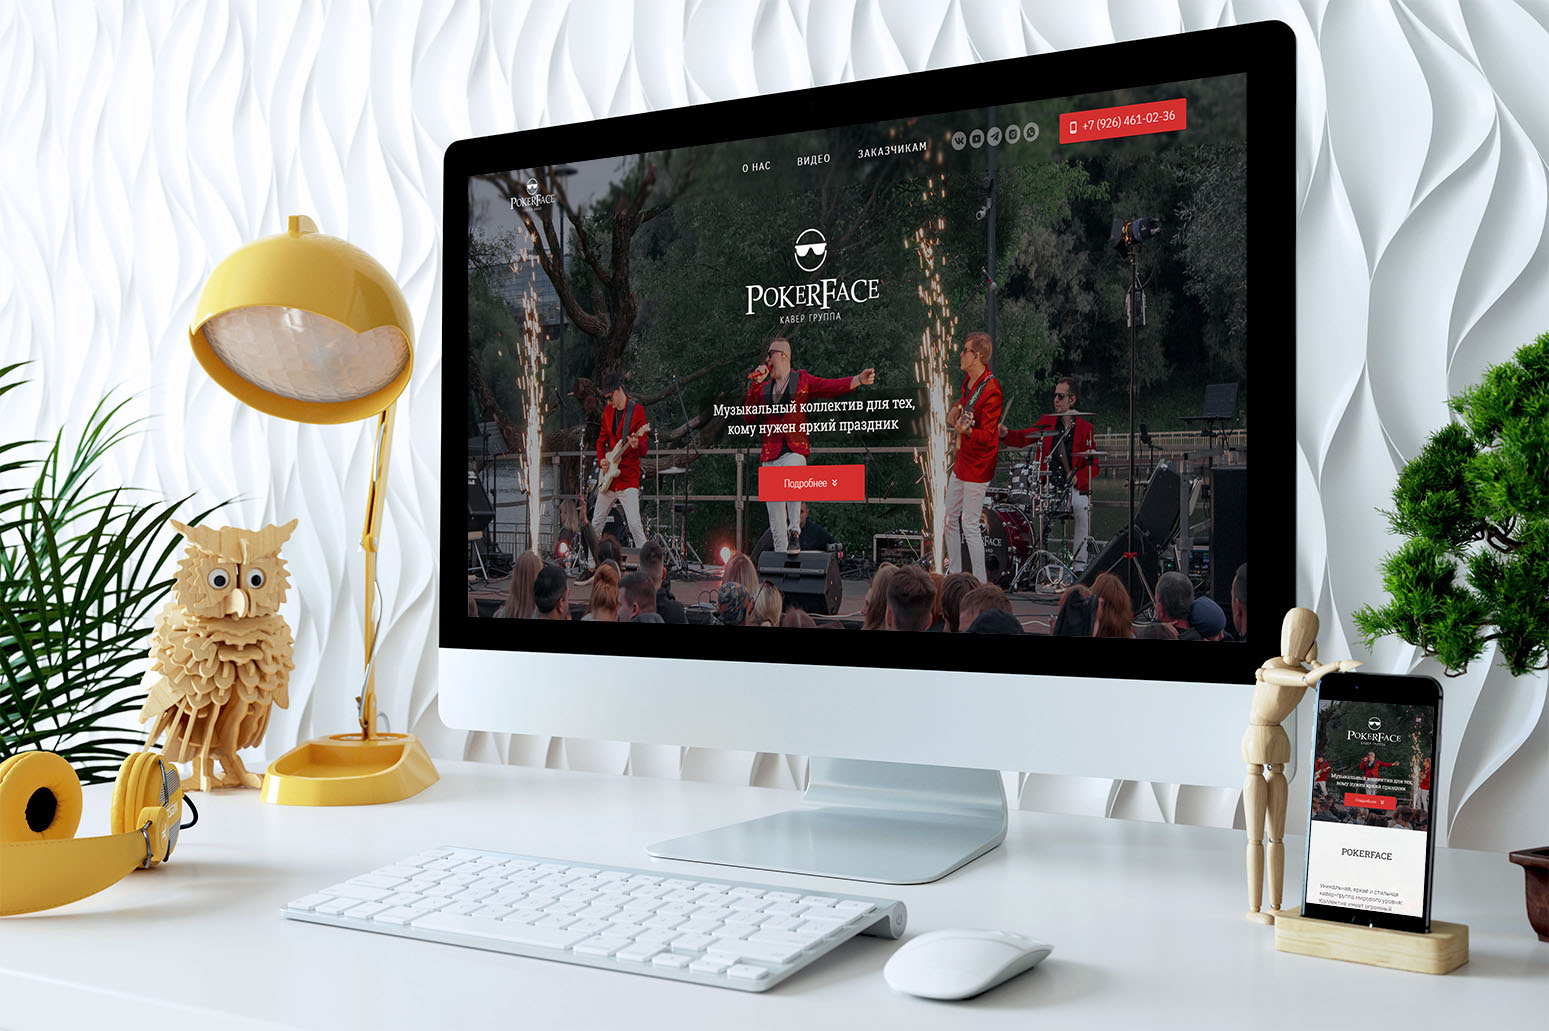 О НАС
ВИДЕО
ЗАКАЗЧИКАМ
+7 (926) 461-02-36
POKERFACE
POKERFACE
КАВЕР ГРУППА
Музыкальный коллектив для тех,
кому нужен яркий праздник
Подробнее
POKERFACE
КАВЕР ГРУППА
Музыкальный коллектив для тех,
кому нужен яркий праздник
Подробнее
POKERFACE
Уникальная, яркая и стильная
кавер-группа мирового уровня!
Коллектив имеет огромный